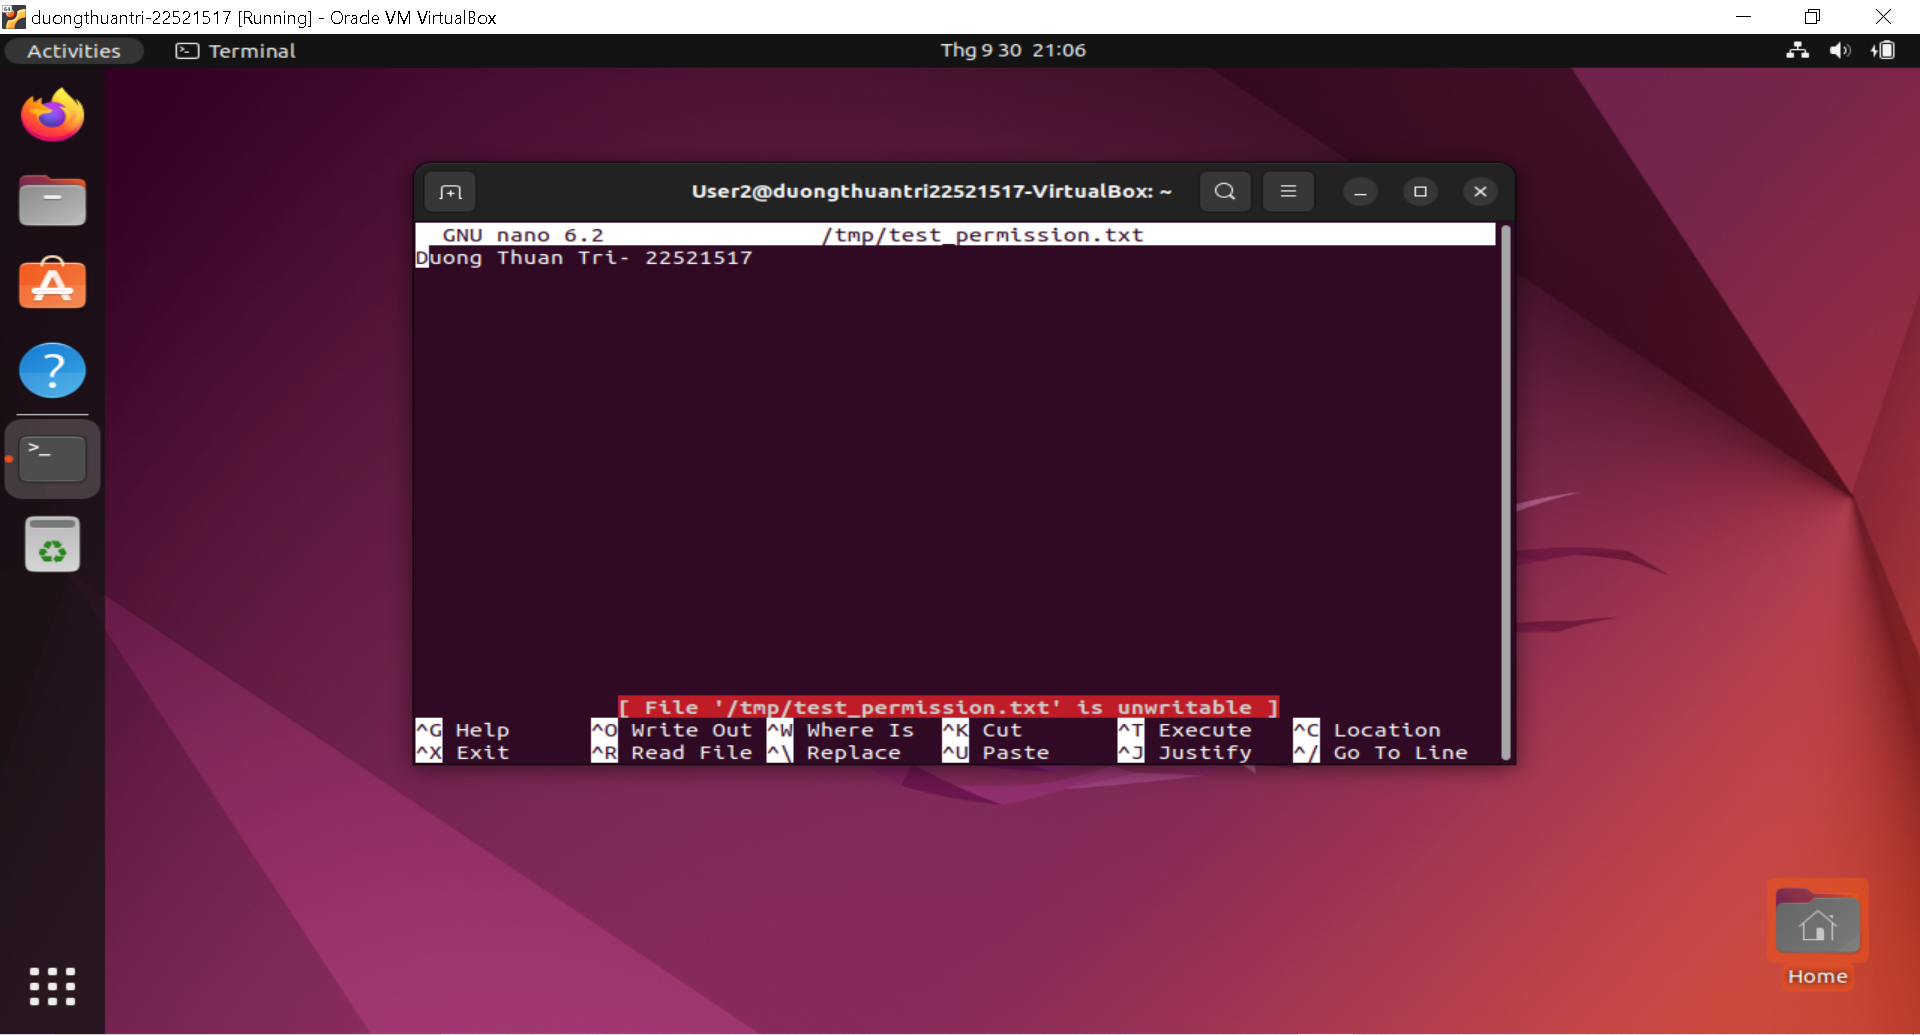 duongthuantri-22521517 [Running] - Oracle VM VirtualBox
Activities
Terminal
Thg 9 30 21:06
User2@duongthuantri22521517-VirtualBox: ~
GNU nano 6.2 /tmp/test_permission.txt
Duong Thuan Tri- 22521517
[ File '/tmp/test_permission.txt' is unwritable ]
^G Help ^O Write Out ^W Where Is ^K Cut ^T Execute ^C Location
^X Exit ^R Read File ^\ Replace ^U Paste ^J Justify ^/ Go To Line
Home